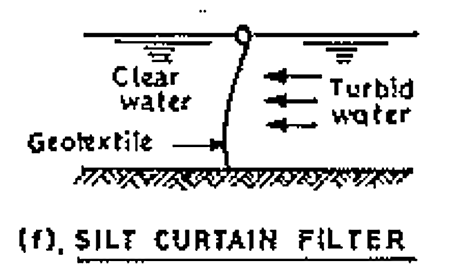 Clear
water
Turbid
water
Geotextile
(f). SILT CURTAIN FILTER